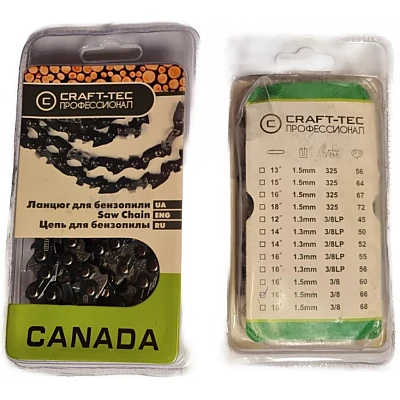 CRAFT-TEC
ПРОФЕССИОНАЛ
Ланцюг для бензопили UA
Saw Chain ENG
Цепь для бензопилы RU
CANADA
C CRAFT-TEC
ПРОФЕССИОНАЛ
13" 1.5mm 325 56
15" 1.5mm 325 64
16" 1.5mm 325 67
18" 1.5mm 325 72
12" 1.3mm 3/8LP 45
14" 1.3mm 3/8LP 50
14" 1.3mm 3/8LP 52
16" 1.3mm 3/8LP 55
16" 1.3mm 3/8LP 56
16" 1.5mm 3/8 60
1.5mm 3/8 66
1.5mm 3/8 68